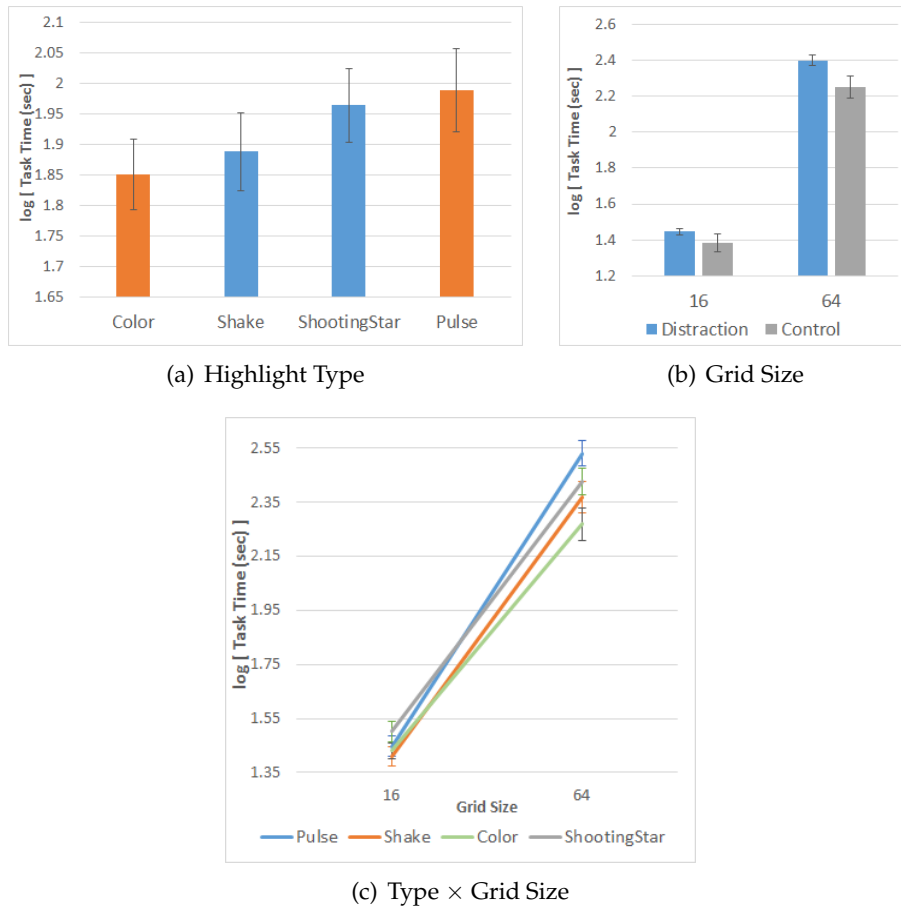 2.1
2.05
2
1.95
1.9
1.85
1.8
1.75
1.7
1.65
log [ Task Time (sec) ]
Color Shake ShootingStar Pulse
(a) Highlight Type
2.6
2.4
2.2
2
1.8
1.6
1.4
1.2
log [ Task Time (sec) ]
16 64
Distraction Control
(b) Grid Size
2.55
2.35
2.15
1.95
1.75
1.55
1.35
log [ Task Time (sec) ]
16 64
Grid Size
Pulse Shake Color ShootingStar
(c) Type × Grid Size